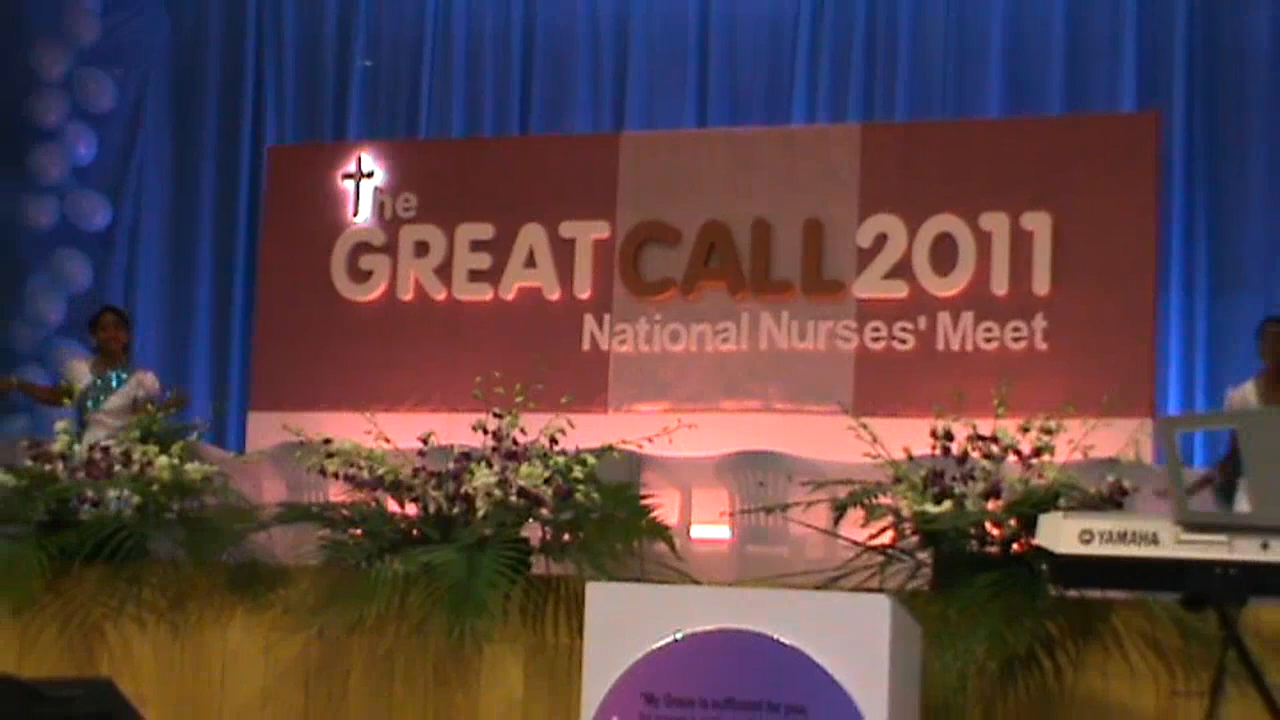 The
GREAT CALL 2011
National Nurses' Meet
YAMAHA
"My Grace is sufficient for you,